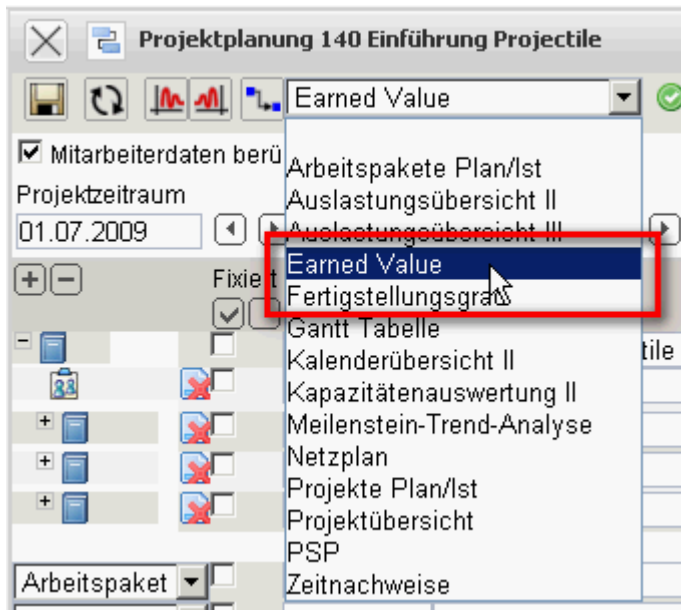 Projektplanung 140 Einführung Projectile
Earned Value
Mitarbeiterdaten berü
Arbeitspakete Plan/Ist
Projektzeitraum
Auslastungsübersicht II
01.07.2009
Auslastungsübersicht III
Earned Value
Fixiert
Fertigstellungsgrad
Gantt Tabelle
tile
Kalenderübersicht II
Kapazitätenauswertung II
Meilenstein-Trend-Analyse
Netzplan
Projekte Plan/Ist
Projektübersicht
PSP
Arbeitspaket
Zeitnachweise